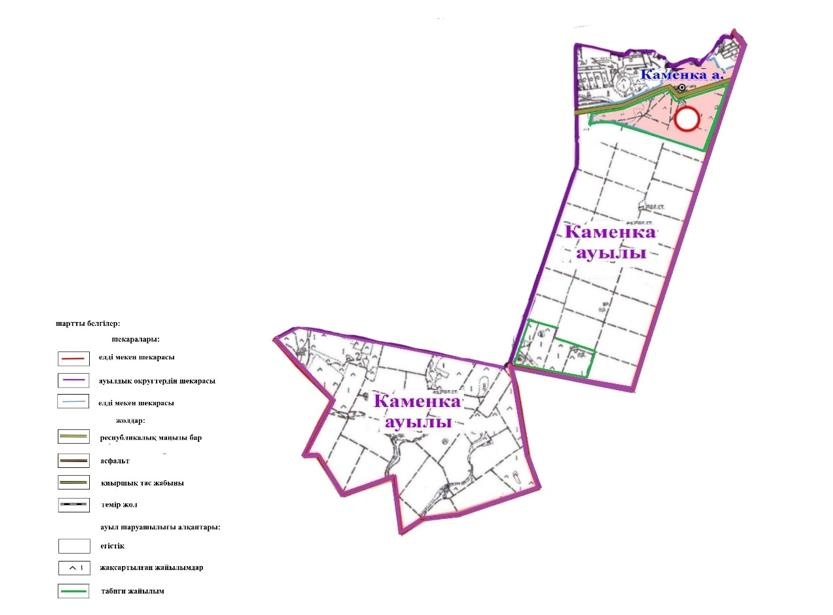 Каменка а.
Каменка
ауылы
Каменка
ауылы
шартты белгілер:
шекаралары:
елді мекен шекарасы
ауылдық округтердің шекарасы
елді мекен шекарасы
жолдар:
республикалық маңызы бар
асфальт
қиыршық тас жабыны
темір жол
ауыл шаруашылығы алқаптары:
егістік
жақсартылған жайылымдар
табиғи жайылым